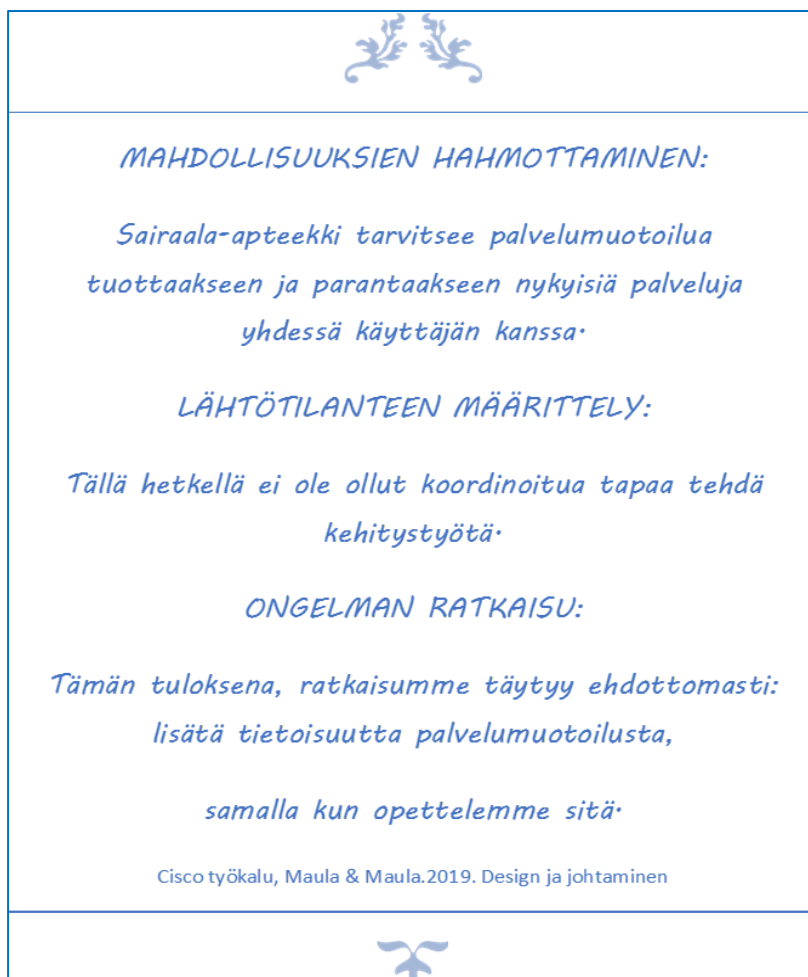 MAHDOLLISUUKSIEN HAHMOTTAMINEN:
Sairaala-apteekki tarvitsee palvelumuotoilua
tuottaakseen ja parantaakseen nykyisiä palveluja
yhdessä käyttäjän kanssa.
LÄHTÖTILANTEEN MÄÄRITTELY:
Tällä hetkellä ei ole ollut koordinoitua tapaa tehdä
kehitystyötä.
ONGELMAN RATKAISU:
Tämän tuloksena, ratkaisumme täytyy ehdottomasti:
lisätä tietoisuutta palvelumuotoilusta,
samalla kun opettelemme sitä.
Cisco työkalu, Maula & Maula.2019. Design ja johtaminen